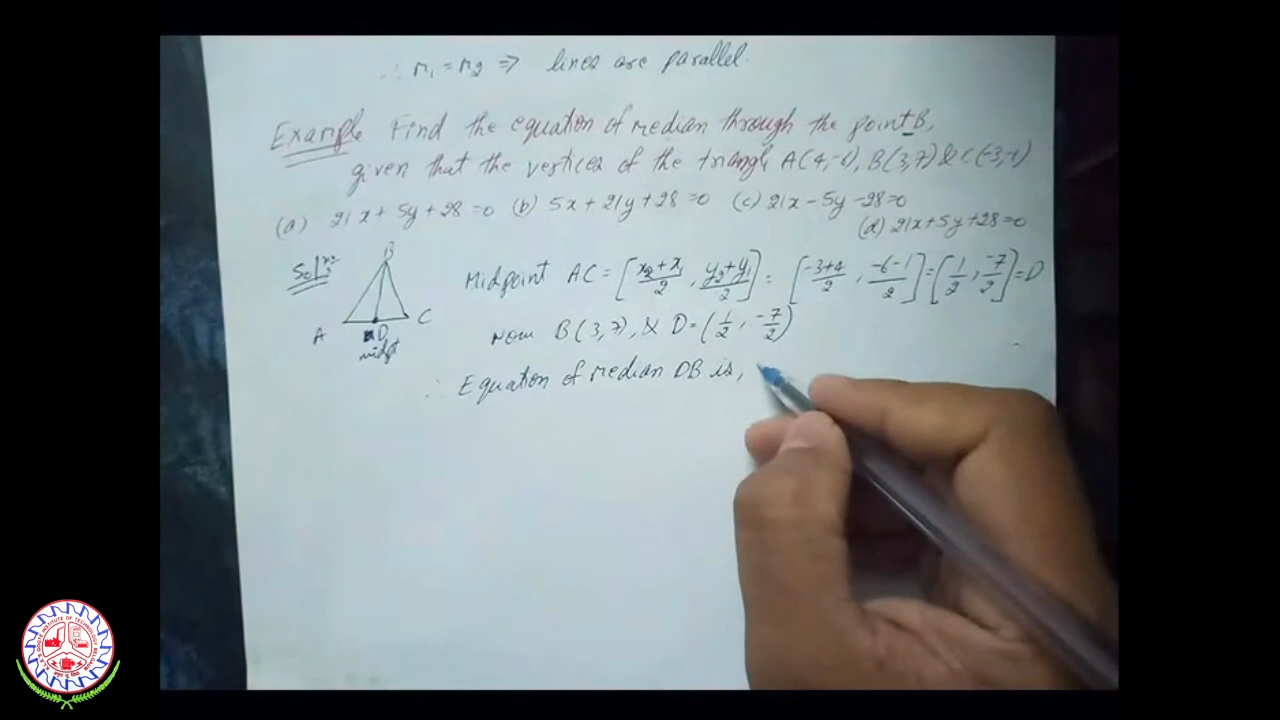 ∴ m₁ = m₂ ⇒ lines are parallel.
Example Find the equation of median through the point B,
given that the vertices of the triangle A(4,-1), B(3,7) & C(-3,-6)
(a) 21x + 5y + 28 = 0 (b) 5x + 21y + 28 = 0 (c) 21x - 5y - 28 = 0
(d) 21x + 5y + 28 = 0
Solⁿ:-
B
A
C
D
midpt
Midpoint AC = [(x₂+x₁)/2, (y₂+y₁)/2] = [(-3+4)/2, (-6-1)/2] = [1/2, -7/2] = D
Now B(3,7), & D = (1/2, -7/2)
∴ Equation of median DB is,